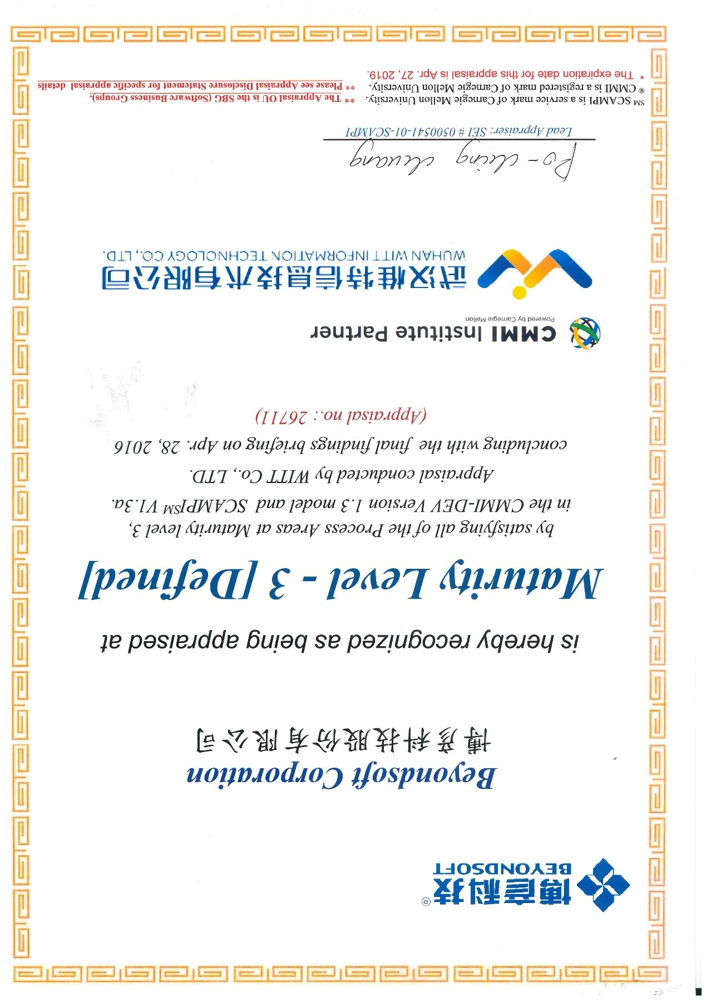 博彦科技®
BEYONDSOFT
Beyondsoft Corporation
博彦科技股份有限公司
is hereby recognized as being appraised at
Maturity Level - 3 [Defined]
by satisfying all of the Process Areas at Maturity level 3,
in the CMMI-DEV Version 1.3 model and SCAMPI℠ V1.3a.
Appraisal conducted by WITT Co., LTD.
concluding with the final findings briefing on Apr. 28, 2016
(Appraisal no.: 26711)
CMMI Institute Partner
Powered by Carnegie Mellon
武汉惟特信息技术有限公司
WUHAN WITT INFORMATION TECHNOLOGY CO., LTD.
Po-ching chuang
Lead Appraiser: SEI # 0500541-01-SCAMPI
SM SCAMPI is a service mark of Carnegie Mellon University.
® CMMI is a registered mark of Carnegie Mellon University.
* The expiration date for this appraisal is Apr. 27, 2019.
** The Appraisal OU is the SBG (Software Business Groups).
** Please see Appraisal Disclosure Statement for specific appraisal details